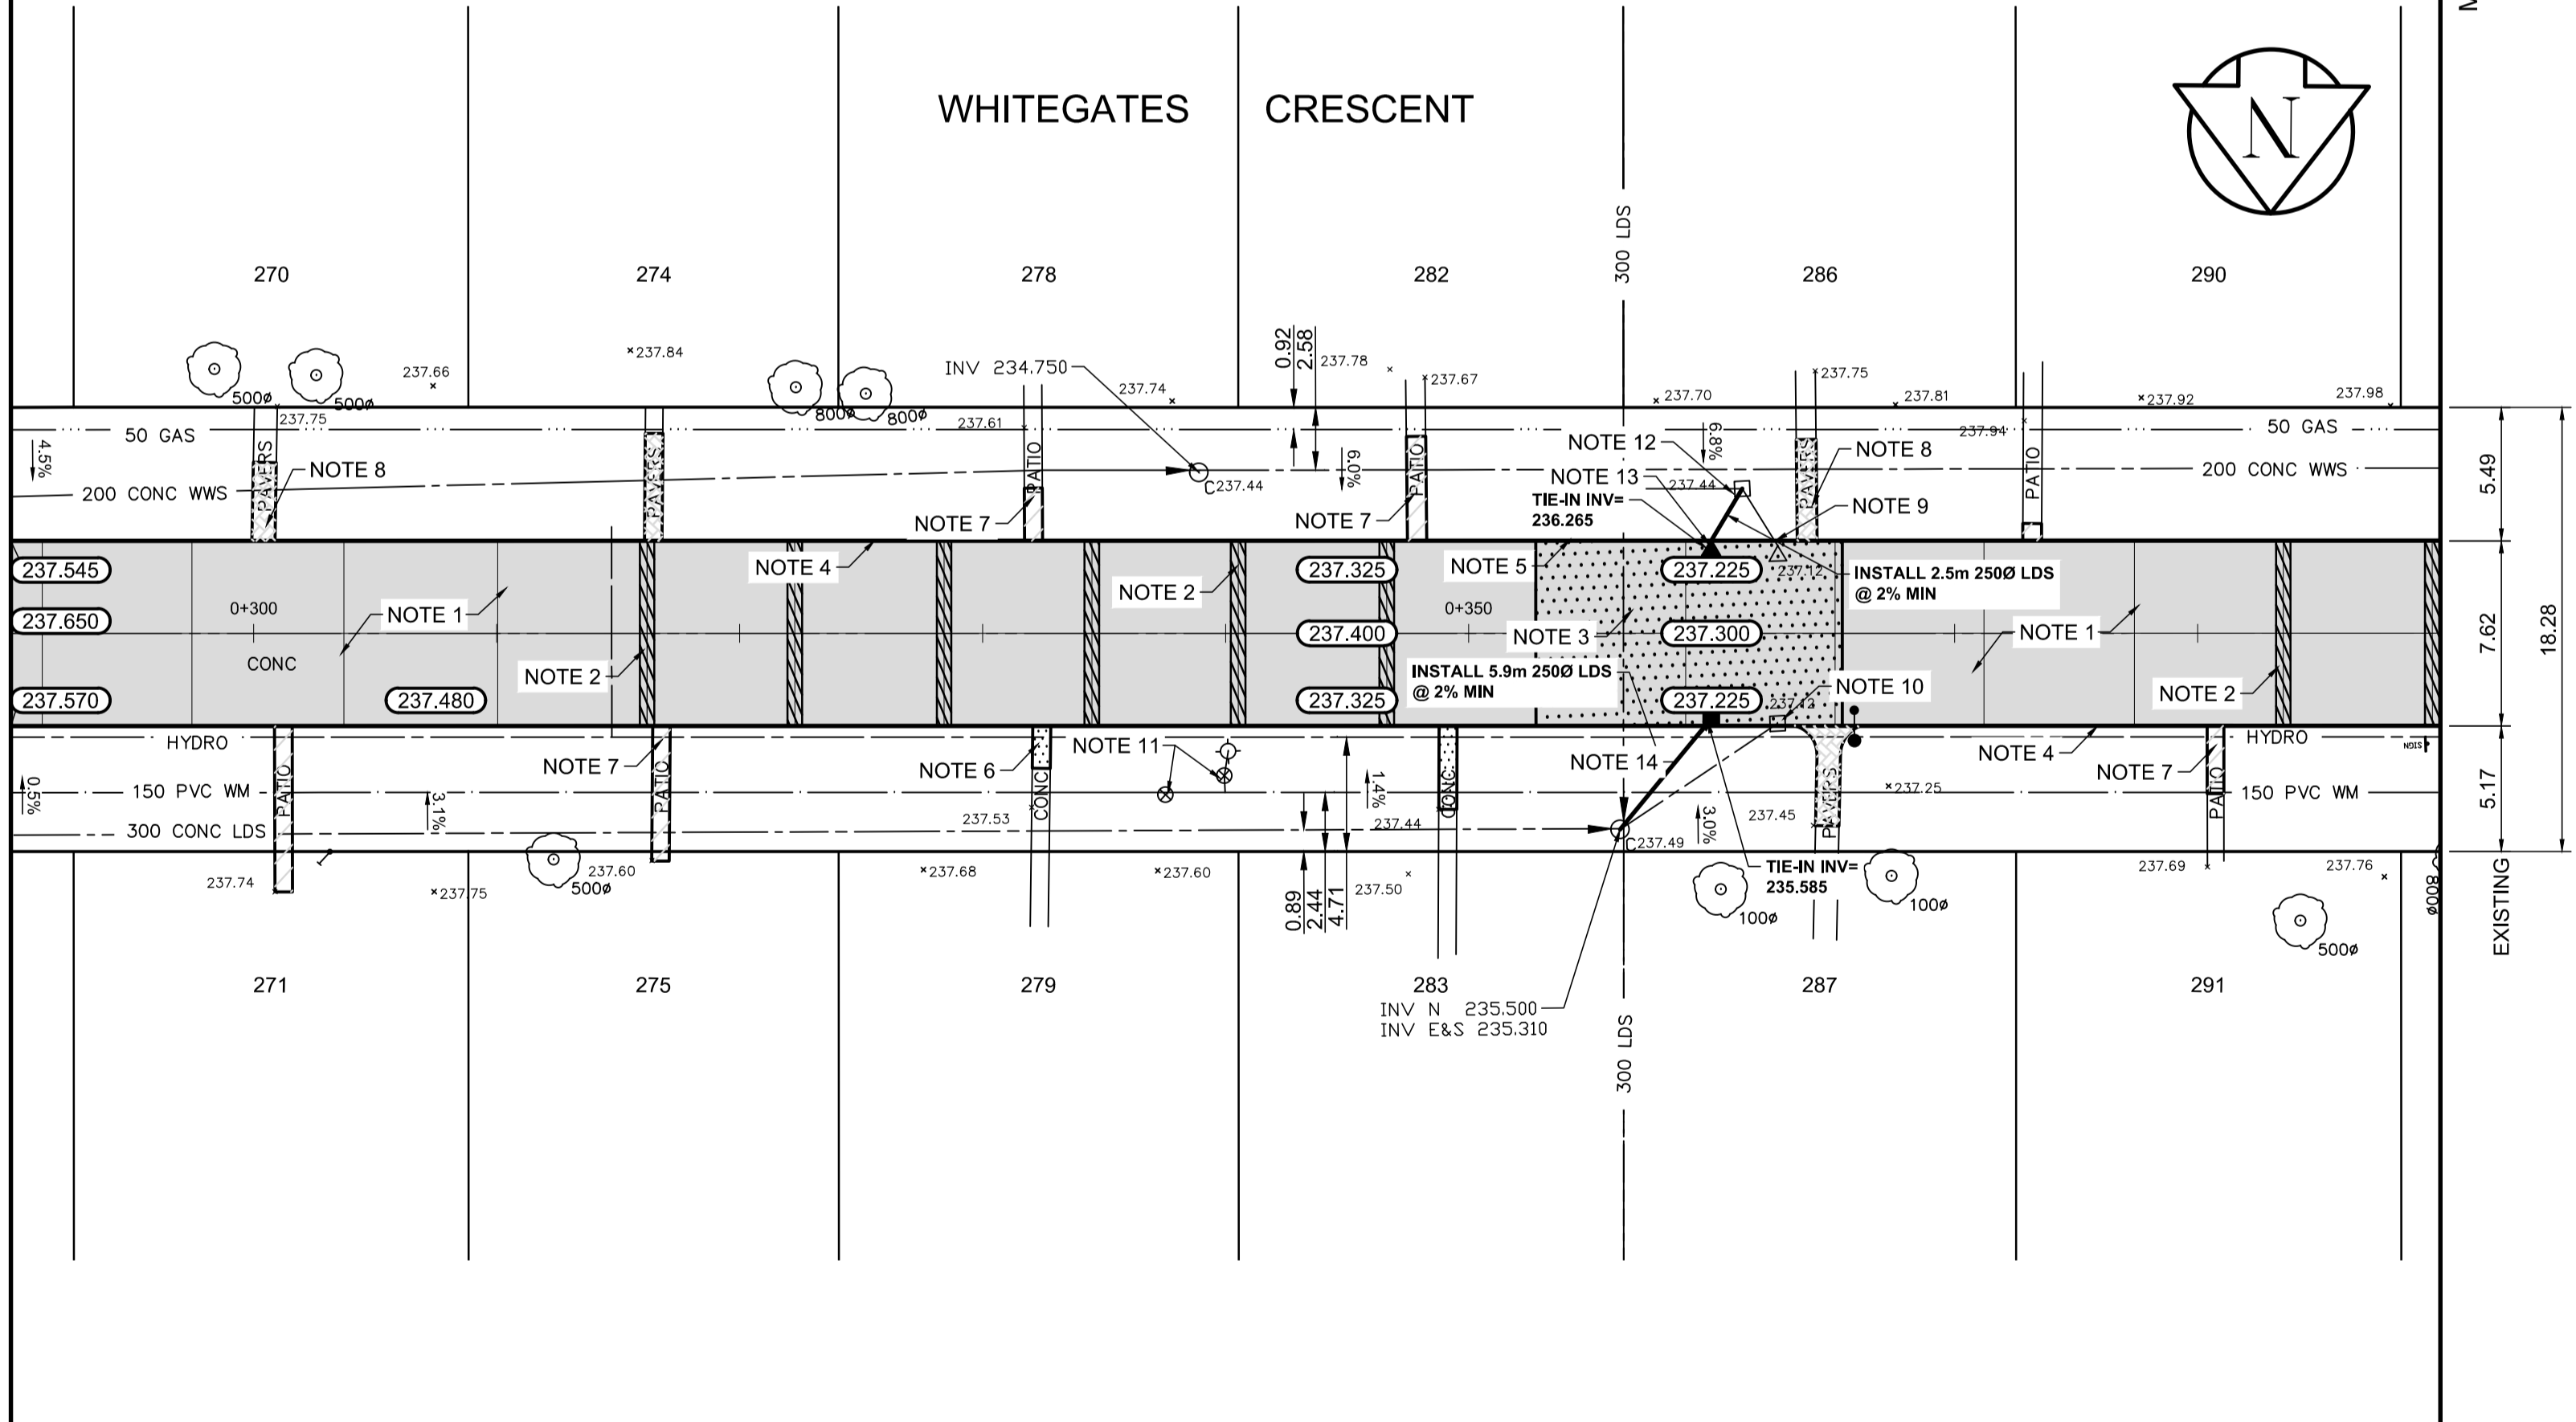 WHITEGATES CRESCENT
N
300 LDS
270
274
278
282
286
290
237.84
237.66
INV 234.750
237.74
0.92
2.58
237.78
237.67
237.70
237.75
237.81
237.92
237.98
500ø
500ø
800ø
800ø
237.75
237.61
4.5%
50 GAS
PAVERS
NOTE 8
200 CONC WWS
PAVERS
PATIO
NOTE 7
C237.44
6.0%
PATIO
NOTE 7
NOTE 12
NOTE 13
TIE-IN INV=
236.265
237.44
6.8%
PAVERS
NOTE 8
NOTE 9
237.94
PATIO
50 GAS
200 CONC WWS
5.49
237.545
237.650
237.570
0+300
CONC
NOTE 1
237.480
NOTE 2
NOTE 4
NOTE 2
237.325
237.400
237.325
0+350
NOTE 5
NOTE 3
INSTALL 5.9m 250Ø LDS
@ 2% MIN
237.225
237.300
237.225
237.12
INSTALL 2.5m 250Ø LDS
@ 2% MIN
NOTE 10
237.12
NOTE 1
NOTE 2
7.62
18.28
HYDRO
150 PVC WM
300 CONC LDS
0.5%
PATIO
3.1%
NOTE 7
PATIO
NOTE 6
CONC
NOTE 11
237.53
1.4%
237.44
CONC
NOTE 14
C237.49
3.0%
237.45
PAVERS
237.25
NOTE 4
NOTE 7
PATIO
HYDRO
SIGN
150 PVC WM
5.17
237.74
237.75
500ø
237.60
237.68
237.60
0.89
2.44
4.71
237.50
TIE-IN INV=
235.585
100ø
100ø
237.69
237.76
500ø
800ø
EXISTING
271
275
279
283
287
291
INV N 235.500
INV E&S 235.310
300 LDS